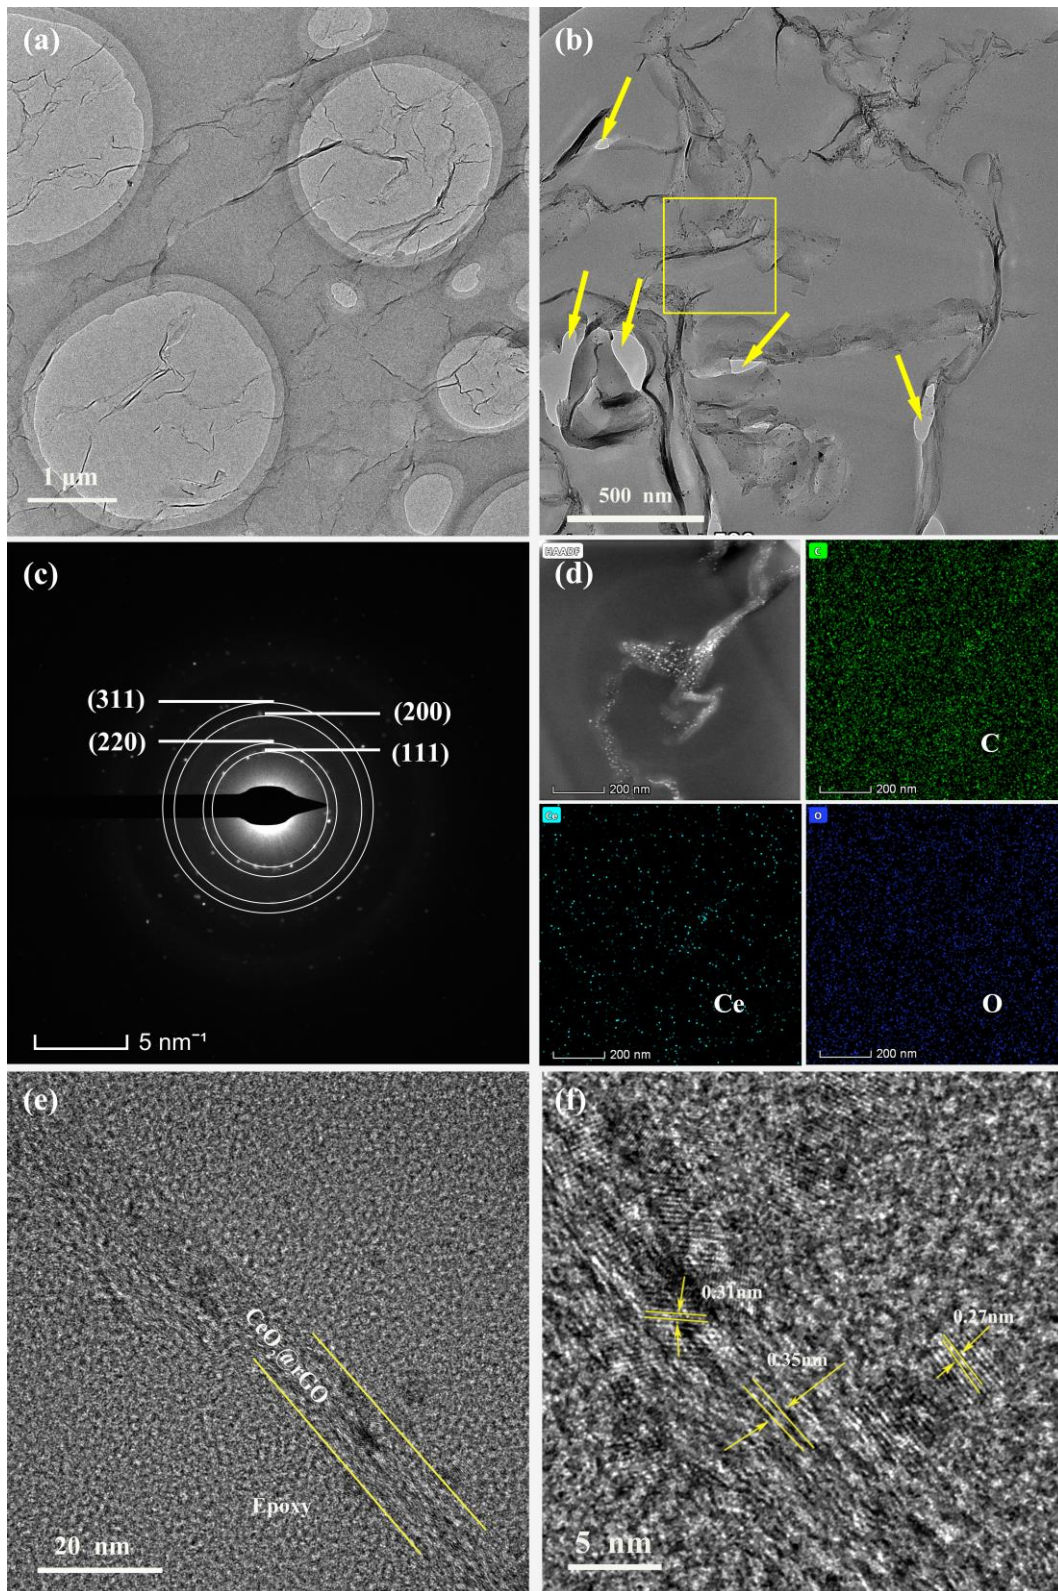 (a)
1 μm
(b)
500 nm
(c)
(311)
(200)
(220)
(111)
5 nm⁻¹
HAADF
(d)
200 nm
C
C
200 nm
Ce
Ce
200 nm
O
O
200 nm
(e)
CeO₂@nGO
Epoxy
20 nm
(f)
0.31nm
0.27nm
0.35nm
5 nm